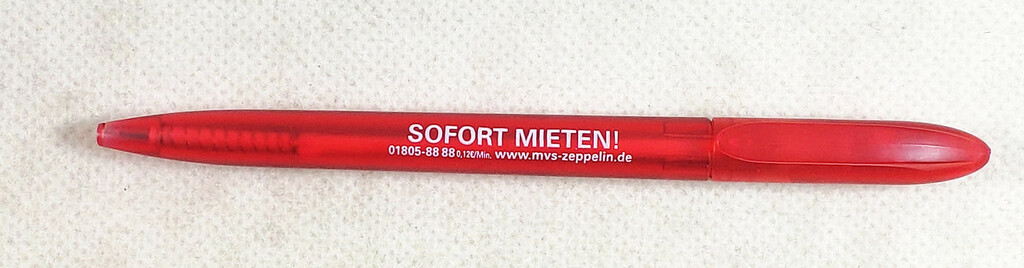 SOFORT MIETEN!
01805-88 88 0,12€/Min. www.mvs-zeppelin.de